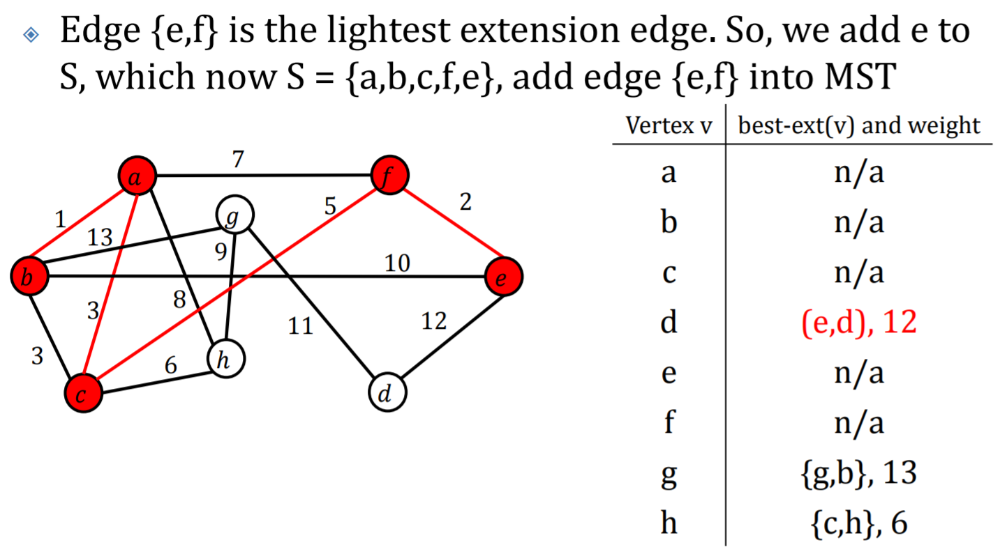 Edge {e,f} is the lightest extension edge. So, we add e to
S, which now S = {a,b,c,f,e}, add edge {e,f} into MST
7
a
f
1
13
g
5
2
9
10
b
e
3
8
11
12
3
6
h
c
d
Vertex v best-ext(v) and weight
a n/a
b n/a
c n/a
d (e,d), 12
e n/a
f n/a
g {g,b}, 13
h {c,h}, 6